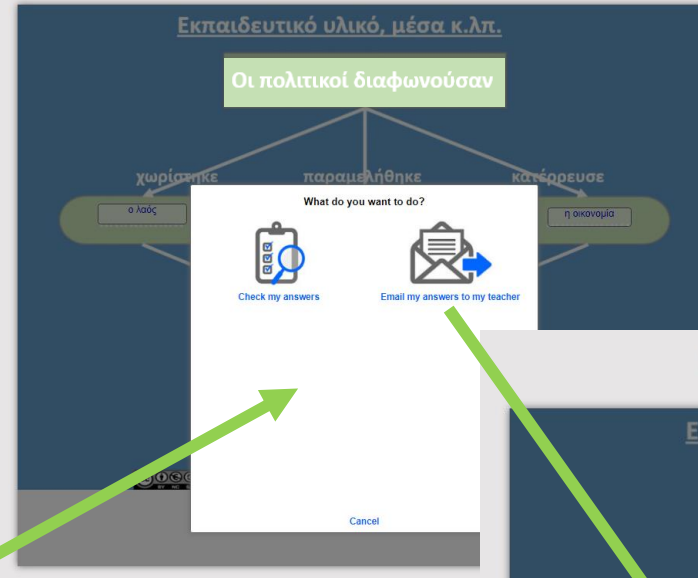 Εκπαιδευτικό υλικό, μέσα κ.λπ.
Οι πολιτικοί διαφωνούσαν
χωρίστηκε παραμελήθηκε κατέρρευσε
ο λαός
η οικονομία
What do you want to do?
Check my answers
Email my answers to my teacher
Cancel